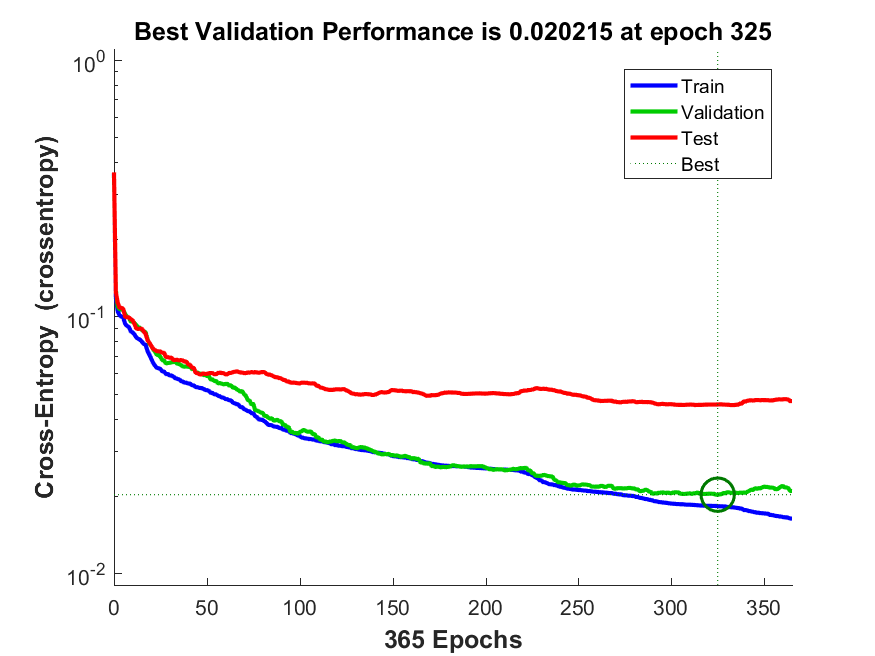 Best Validation Performance is 0.020215 at epoch 325
Cross-Entropy (crossentropy)
10^0
10^-1
10^-2
Train
Validation
Test
Best
0 50 100 150 200 250 300 350
365 Epochs